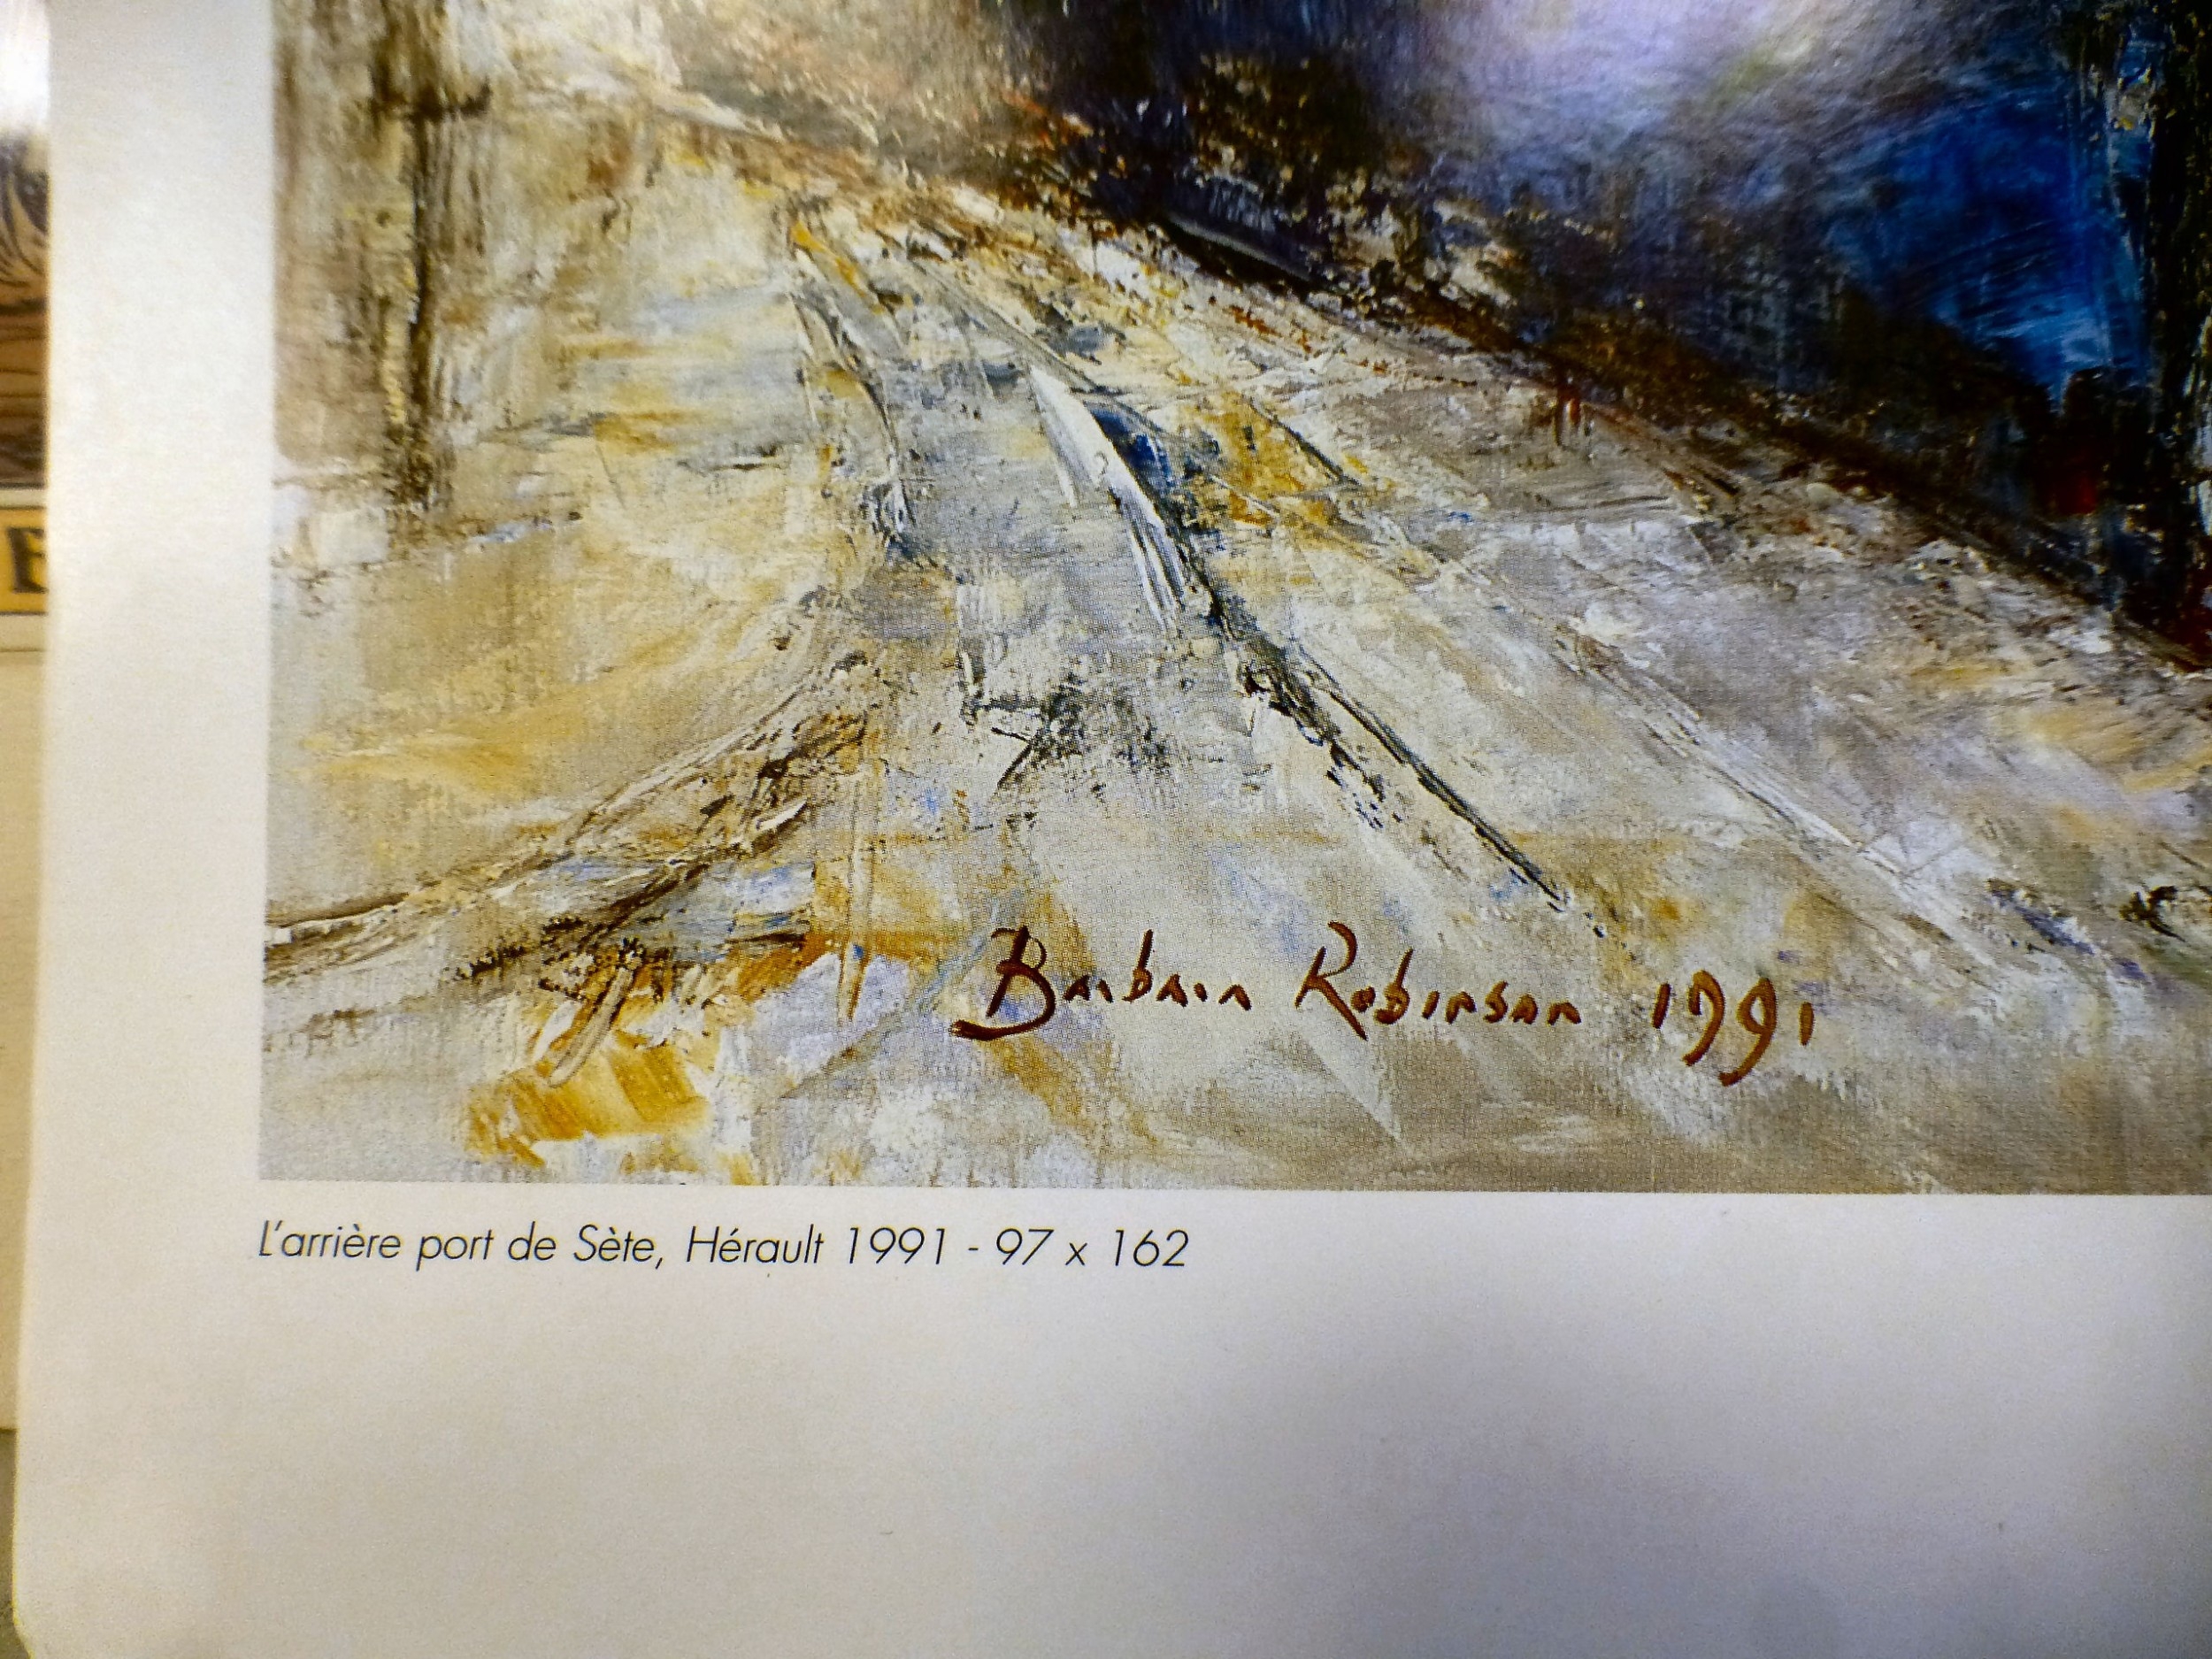 Barbara Robinson 1991
L'arrière port de Sète, Hérault 1991 - 97 x 162